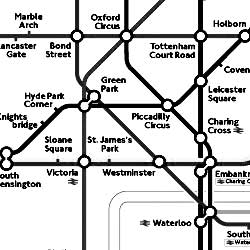 Marble
Arch
Oxford
Circus
Holborn
Lancaster
Gate
Bond
Street
Tottenham
Court Road
Coven
Green
Park
Hyde Park
Corner
Leicester
Square
Knights
bridge
Piccadilly
Circus
Charing
Cross
Sloane
Square
St. James's
Park
South
Kensington
Victoria
Westminster
Embank
Charing C
Waterloo
South